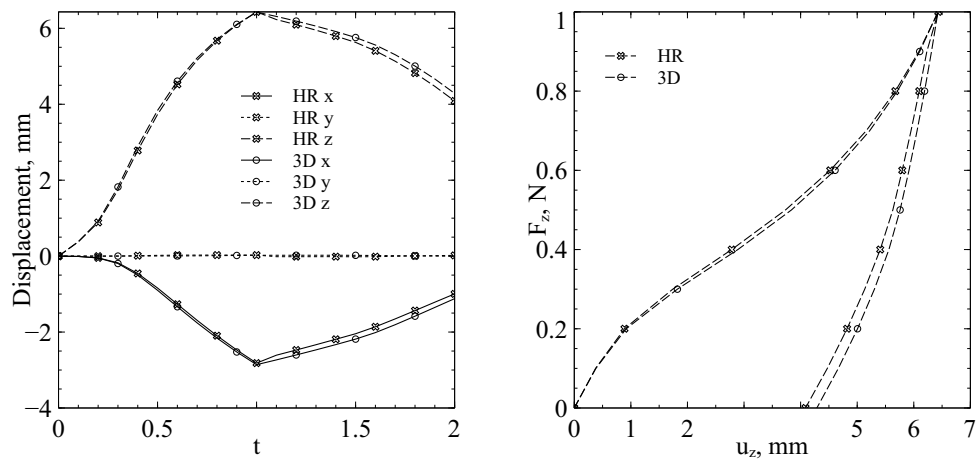 6
4
2
0
−2
−4
0
0.5
1
1.5
2
Displacement, mm
t
HR x
HR y
HR z
3D x
3D y
3D z
1
0.8
0.6
0.4
0.2
0
0
1
2
5
6
7
F_z, N
u_z, mm
HR
3D